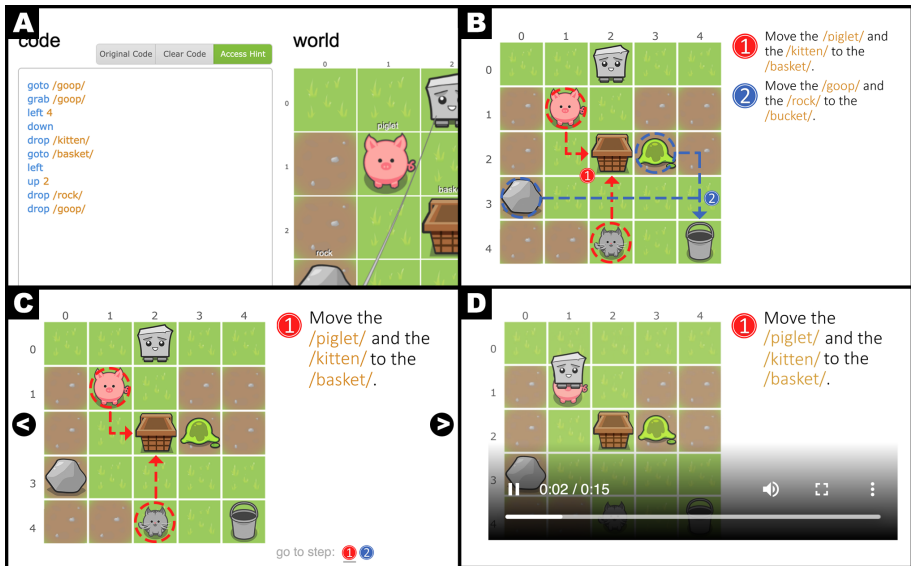 A
code
Original Code
Clear Code
Access Hint
goto /goop/
grab /goop/
left 4
down
drop /kitten/
goto /basket/
left
up 2
drop /rock/
drop /goop/
world
0
1
2
0
piglet
1
bask
2
rock
B
0
1
2
3
4
0
1
2
3
4
1
2
1
Move the /piglet/ and
the /kitten/ to the
/basket/.
2
Move the /goop/ and
the /rock/ to the
/bucket/.
C
0
1
2
3
4
0
1
2
3
4
<
>
1
Move the
/piglet/ and the
/kitten/ to the
/basket/.
go to step: 1 2
D
0
1
2
3
4
0
1
2
3
4
0:02 / 0:15
1
Move the
/piglet/ and the
/kitten/ to the
/basket/.